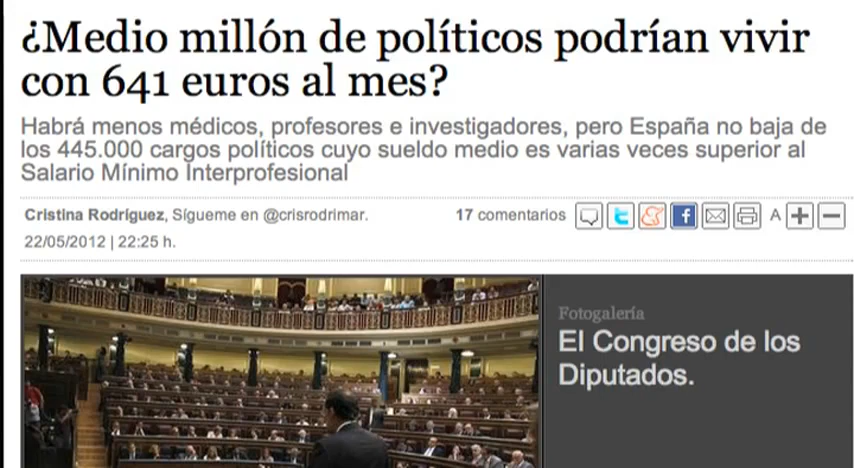 ¿Medio millón de políticos podrían vivir
con 641 euros al mes?
Habrá menos médicos, profesores e investigadores, pero España no baja de
los 445.000 cargos políticos cuyo sueldo medio es varias veces superior al
Salario Mínimo Interprofesional
Cristina Rodríguez, Sígueme en @crisrodrimar. 17 comentarios A
22/05/2012 | 22:25 h.
Fotogalería
El Congreso de los
Diputados.